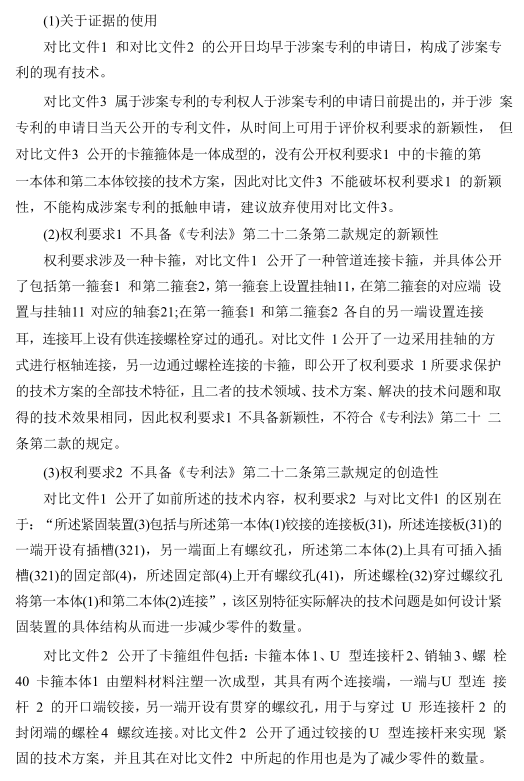 (1)关于证据的使用
对比文件1 和对比文件2 的公开日均早于涉案专利的申请日，构成了涉案专
利的现有技术。
对比文件3 属于涉案专利的专利权人于涉案专利的申请日前提出的，并于涉 案
专利的申请日当天公开的专利文件，从时间上可用于评价权利要求的新颖性， 但
对比文件3 公开的卡箍箍体是一体成型的，没有公开权利要求1 中的卡箍的第
一本体和第二本体铰接的技术方案，因此对比文件3 不能破坏权利要求1 的新颖
性，不能构成涉案专利的抵触申请，建议放弃使用对比文件3。
(2)权利要求1 不具备《专利法》第二十二条第二款规定的新颖性
权利要求涉及一种卡箍，对比文件1 公开了一种管道连接卡箍，并具体公开
了包括第一箍套1 和第二箍套2, 第一箍套上设置挂轴11，在第二箍套的对应端 设
置与挂轴11 对应的轴套21;在第一箍套1 和第二箍套2 各自的另一端设置连接
耳，连接耳上设有供连接螺栓穿过的通孔。对比文件 1 公开了一边采用挂轴的方
式进行枢轴连接，另一边通过螺栓连接的卡箍，即公开了权利要求 1 所要求保护
的技术方案的全部技术特征，且二者的技术领域、技术方案、解决的技术问题和取
得的技术效果相同，因此权利要求1 不具备新颖性，不符合《专利法》第二十 二
条第二款的规定。
(3)权利要求2 不具备《专利法》第二十二条第三款规定的创造性
对比文件1 公开了如前所述的技术内容，权利要求2 与对比文件1 的区别在
于：“所述紧固装置(3)包括与所述第一本体(1)铰接的连接板(31)，所述连接板(31)的
一端开设有插槽(321)，另一端面上有螺纹孔，所述第二本体(2)上具有可插入插
槽(321)的固定部(4)，所述固定部(4)上开有螺纹孔(41)，所述螺栓(32)穿过螺纹孔
将第一本体(1)和第二本体(2)连接”，该区别特征实际解决的技术问题是如何设计紧
固装置的具体结构从而进一步减少零件的数量。
对比文件2 公开了卡箍组件包括：卡箍本体1、U 型连接杆2、销轴3、螺 栓
40 卡箍本体1 由塑料材料注塑一次成型，其具有两个连接端，一端与U 型连 接
杆 2 的开口端铰接，另一端开设有贯穿的螺纹孔，用于与穿过 U 形连接杆 2 的
封闭端的螺栓4 螺纹连接。对比文件2 公开了通过铰接的U 型连接杆来实现 紧
固的技术方案，并且其在对比文件2 中所起的作用也是为了减少零件的数量。